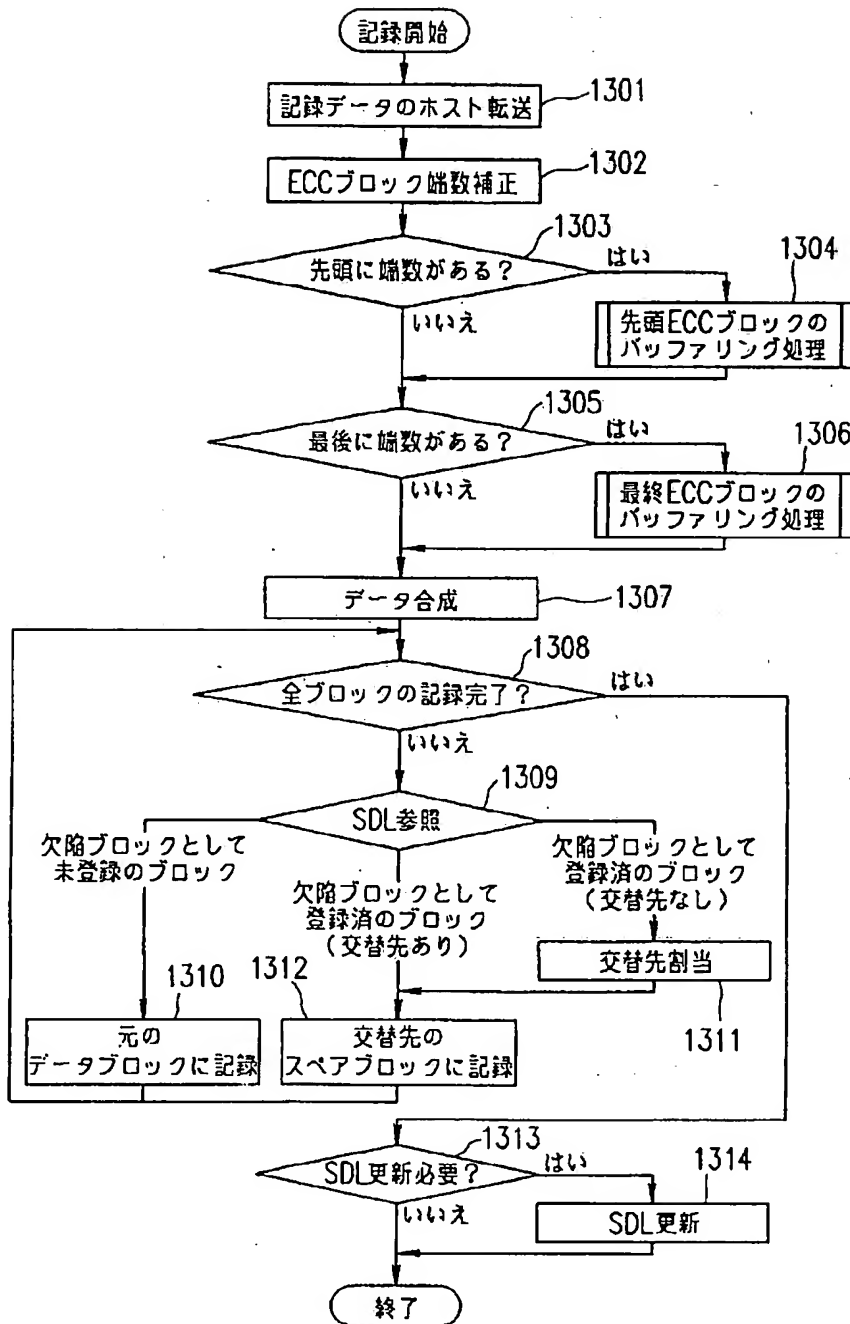 記録開始
記録データのホスト転送
1301
ECCブロック端数補正
1302
先頭に端数がある?
1303
はい
いいえ
1304
先頭ECCブロックの
バッファリング処理
最後に端数がある?
1305
はい
いいえ
1306
最終ECCブロックの
バッファリング処理
データ合成
1307
全ブロックの記録完了?
1308
はい
いいえ
SDL参照
1309
欠陥ブロックとして
未登録のブロック
欠陥ブロックとして
登録済のブロック
(交替先あり)
欠陥ブロックとして
登録済のブロック
(交替先なし)
交替先割当
1311
1310
元の
データブロックに記録
1312
交替先の
スペアブロックに記録
SDL更新必要?
1313
はい
いいえ
1314
SDL更新
終了